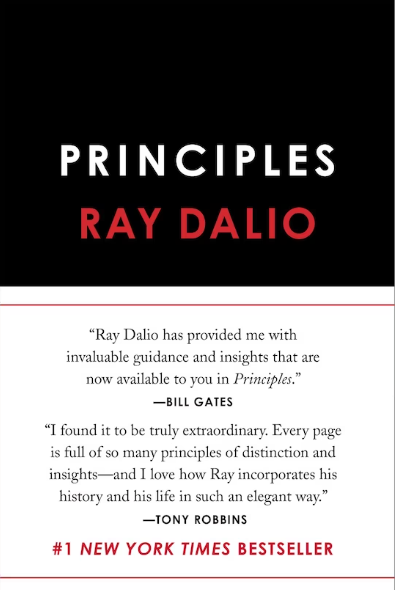 PRINCIPLES
RAY DALIO
“Ray Dalio has provided me with
invaluable guidance and insights that are
now available to you in Principles.”
—BILL GATES
“I found it to be truly extraordinary. Every page
is full of so many principles of distinction and
insights—and I love how Ray incorporates his
history and his life in such an elegant way.”
—TONY ROBBINS
#1 NEW YORK TIMES BESTSELLER